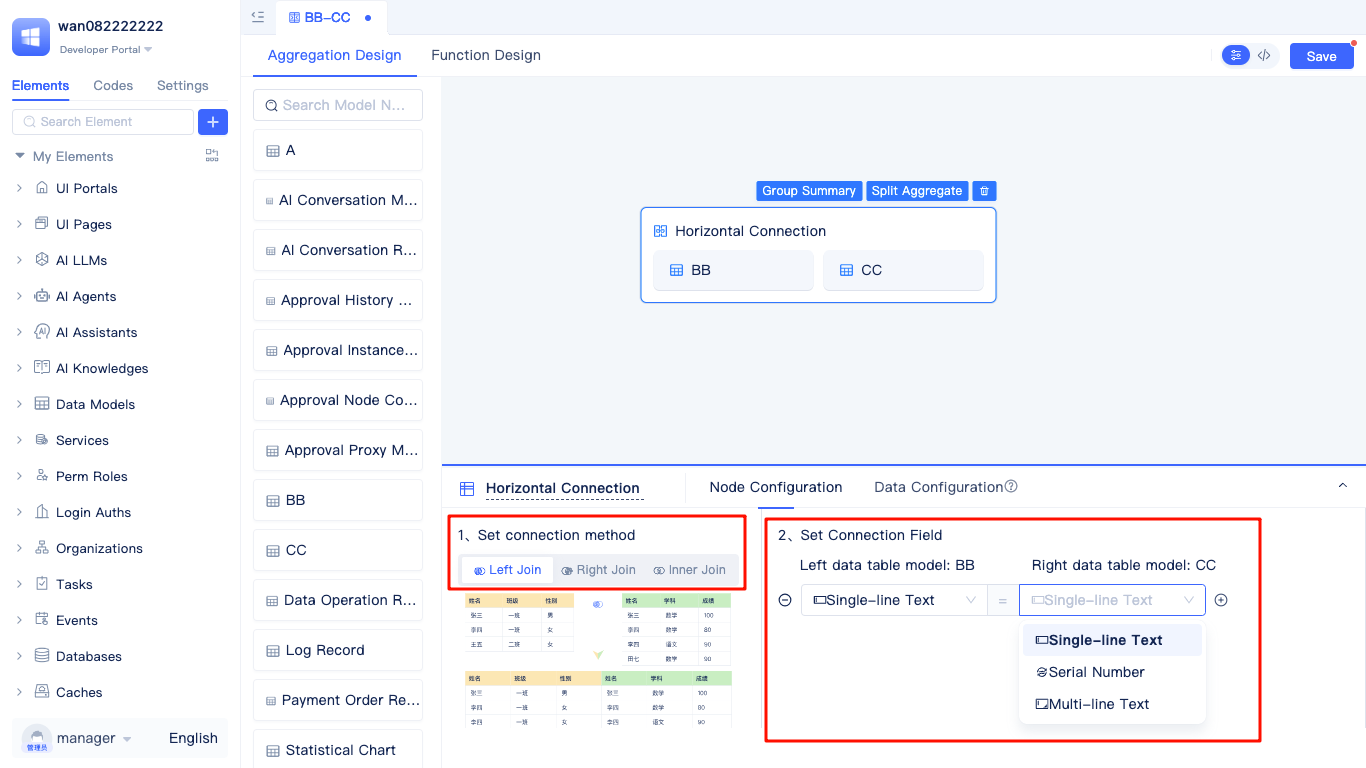 wan082222222
Developer Portal
Elements Codes Settings
Search Element
My Elements
UI Portals
UI Pages
AI LLMs
AI Agents
AI Assistants
AI Knowledges
Data Models
Services
Perm Roles
Login Auths
Organizations
Tasks
Events
Databases
Caches
管理员
manager
English
BB-CC
Aggregation Design Function Design
Save
Search Model N...
A
AI Conversation M...
AI Conversation R...
Approval History ...
Approval Instance...
Approval Node Co...
Approval Proxy M...
BB
CC
Data Operation R...
Log Record
Payment Order Re...
Statistical Chart
Group Summary Split Aggregate
Horizontal Connection
BB CC
Horizontal Connection
Node Configuration Data Configuration
1、Set connection method
Left Join Right Join Inner Join
姓名 班级 性别
张三 一班 男
李四 一班 女
王五 二班 女
姓名 学科 成绩
张三 数学 100
李四 数学 80
李四 语文 90
田七 数学 90
姓名 班级 性别 姓名 学科 成绩
张三 一班 男 张三 数学 100
李四 一班 女 李四 数学 80
李四 一班 女 李四 语文 90
2、Set Connection Field
Left data table model: BB Right data table model: CC
Single-line Text = Single-line Text
Single-line Text
Serial Number
Multi-line Text